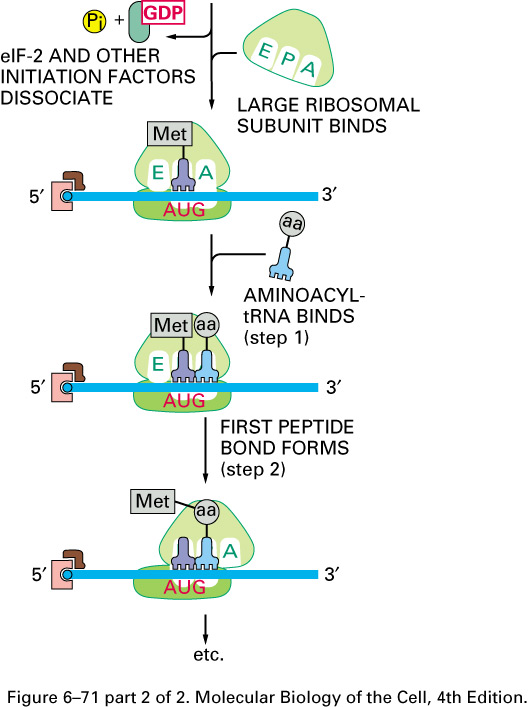 Pi + GDP
eIF-2 AND OTHER
INITIATION FACTORS
DISSOCIATE
E P A
LARGE RIBOSOMAL
SUBUNIT BINDS
Met
E A
5′ 3′
AUG
aa
AMINOACYL-
tRNA BINDS
(step 1)
Met aa
E
5′ 3′
AUG
FIRST PEPTIDE
BOND FORMS
(step 2)
Met aa
A
5′ 3′
AUG
etc.
Figure 6–71 part 2 of 2. Molecular Biology of the Cell, 4th Edition.